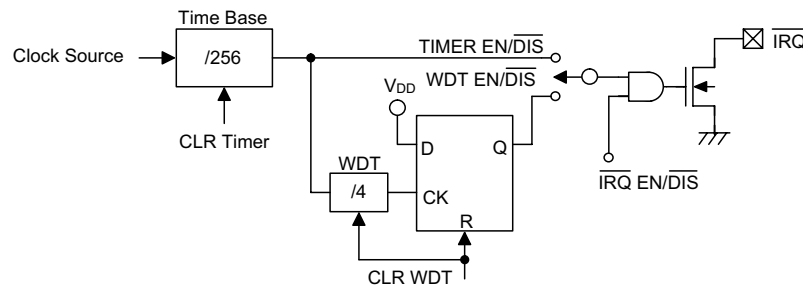 Time Base
Clock Source
/256
TIMER EN/DIS
IRQ
WDT EN/DIS
VDD
CLR Timer
D
Q
WDT
/4
CK
IRQ EN/DIS
R
CLR WDT